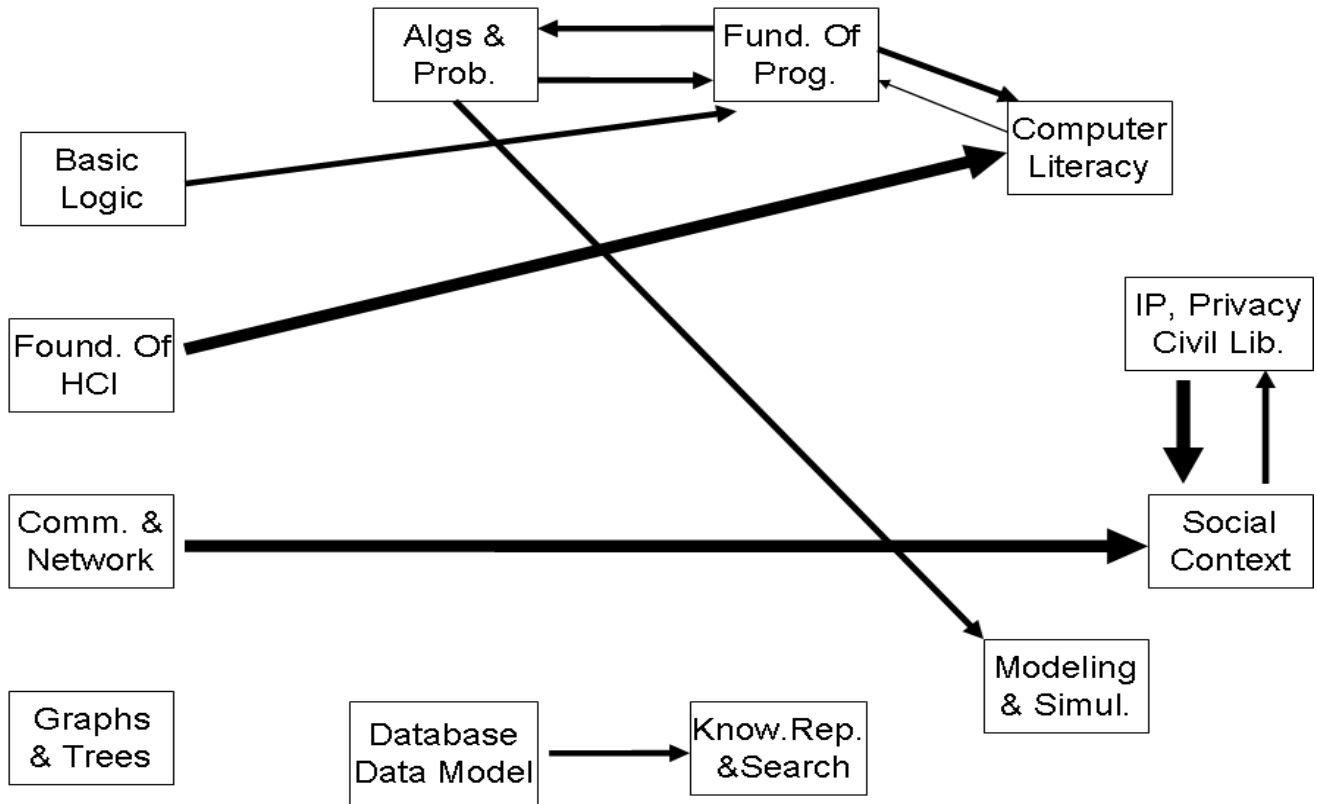 Algs &
Prob.
Fund. Of
Prog.
Computer
Literacy
Basic
Logic
IP, Privacy
Civil Lib.
Found. Of
HCI
Comm. &
Network
Social
Context
Modeling
& Simul.
Graphs
& Trees
Database
Data Model
Know.Rep.
&Search